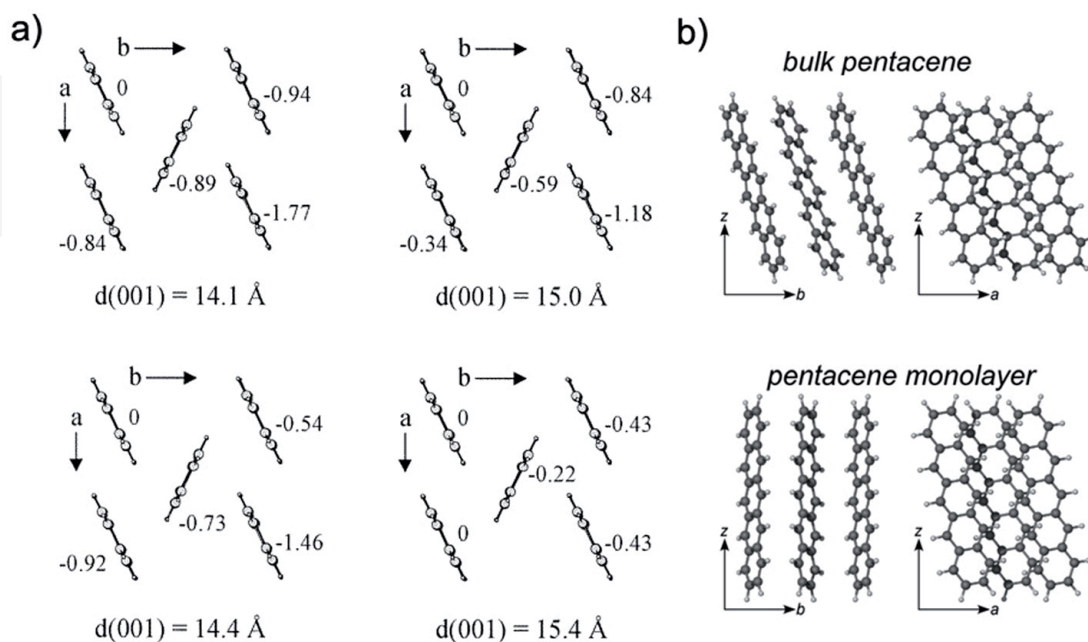 a)
b
a
0
-0.94
-0.89
-0.84
-1.77
d(001) = 14.1 Å
b
a
0
-0.84
-0.59
-0.34
-1.18
d(001) = 15.0 Å
b
a
0
-0.54
-0.73
-0.92
-1.46
d(001) = 14.4 Å
b
a
0
-0.43
-0.22
0
-0.43
d(001) = 15.4 Å
b)
bulk pentacene
z
b
z
a
pentacene monolayer
z
b
z
a